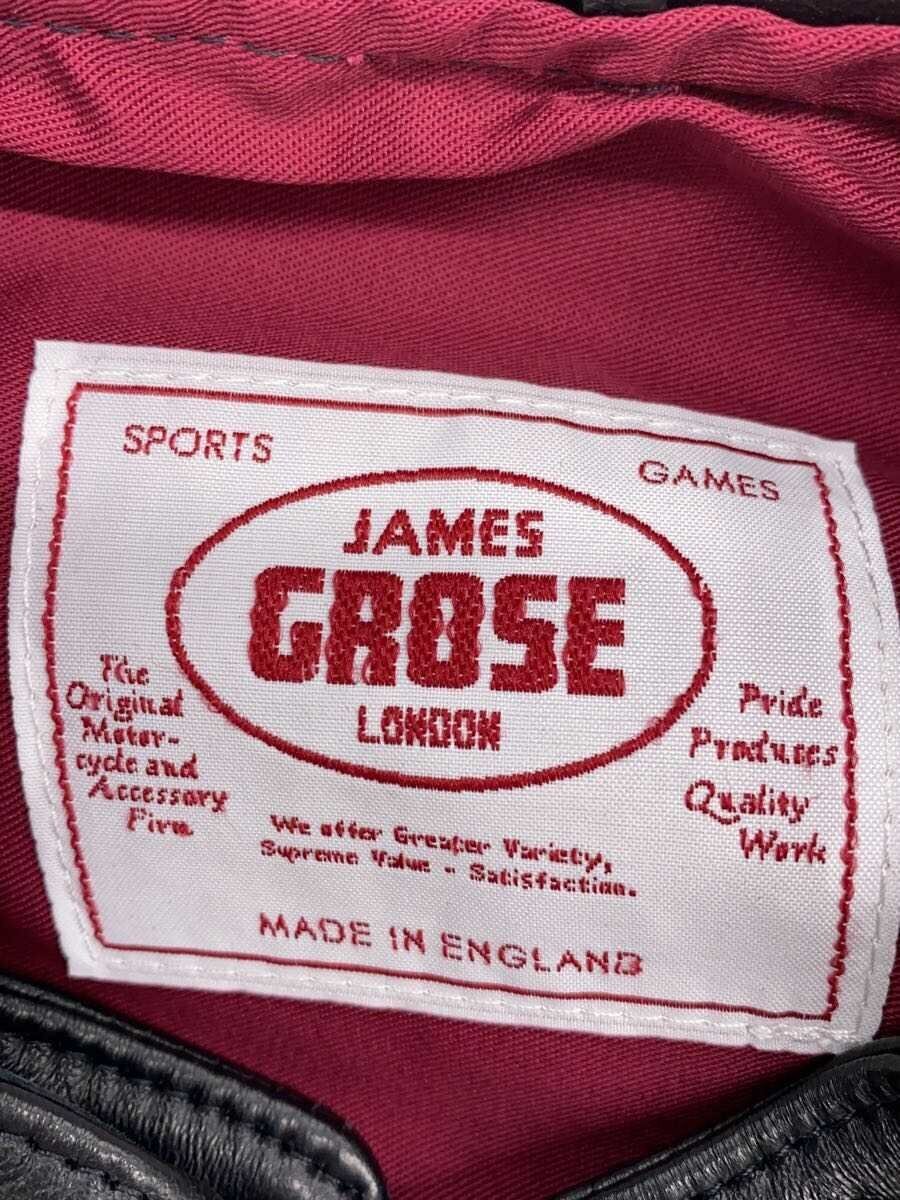 SPORTS
GAMES
JAMES
GROSE
LONDON
The
Original
Motor-
cycle and
Accessory
Firm
Pride
Produces
Quality
Work
We offer Greater Variety,
Supreme Value - Satisfaction.
MADE IN ENGLAND